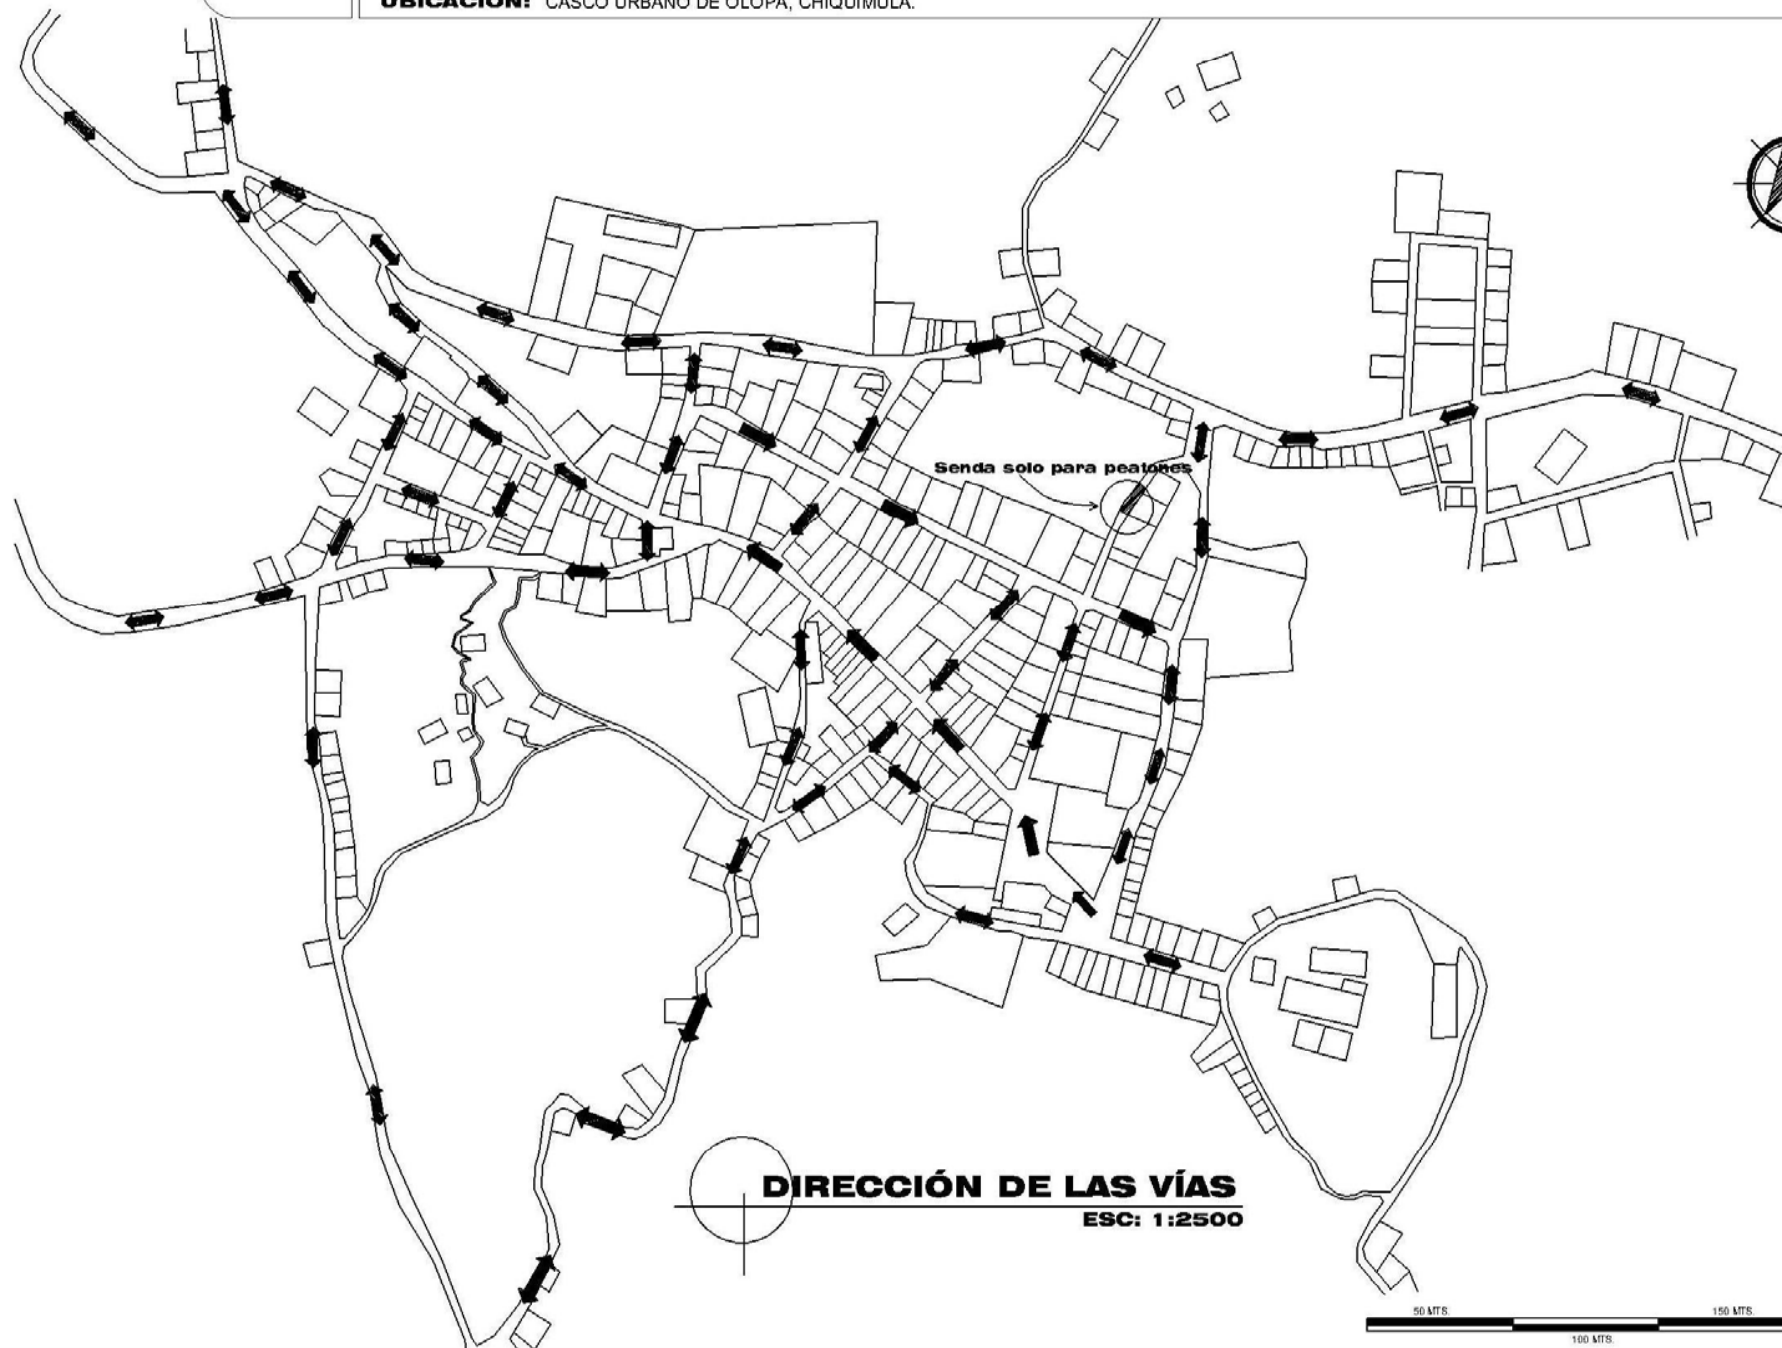 UBICACIÓN: CASCO URBANO DE OLOPA, CHIQUIMULA.
Senda solo para peatones
DIRECCIÓN DE LAS VÍAS
ESC: 1:2500
50 MTS. 150 MTS.
100 MTS.